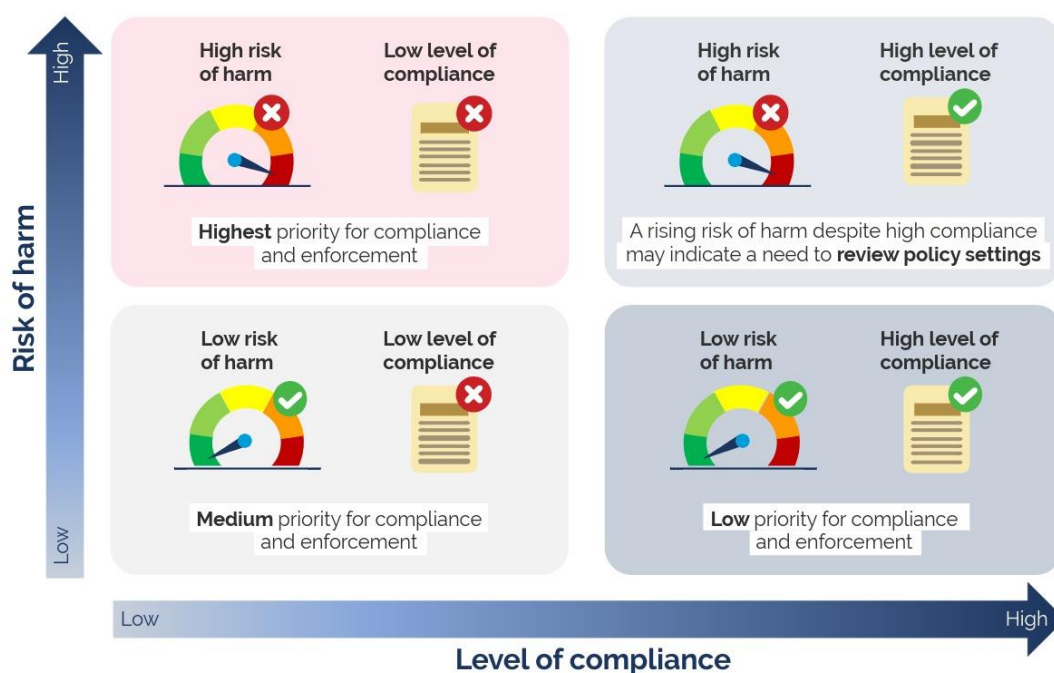 High
High risk
of harm
Low level of
compliance
Highest priority for compliance
and enforcement
High risk
of harm
High level of
compliance
A rising risk of harm despite high compliance
may indicate a need to review policy settings
Risk of harm
Low risk
of harm
Low level of
compliance
Medium priority for compliance
and enforcement
Low risk
of harm
High level of
compliance
Low priority for compliance
and enforcement
Low
Low
High
Level of compliance